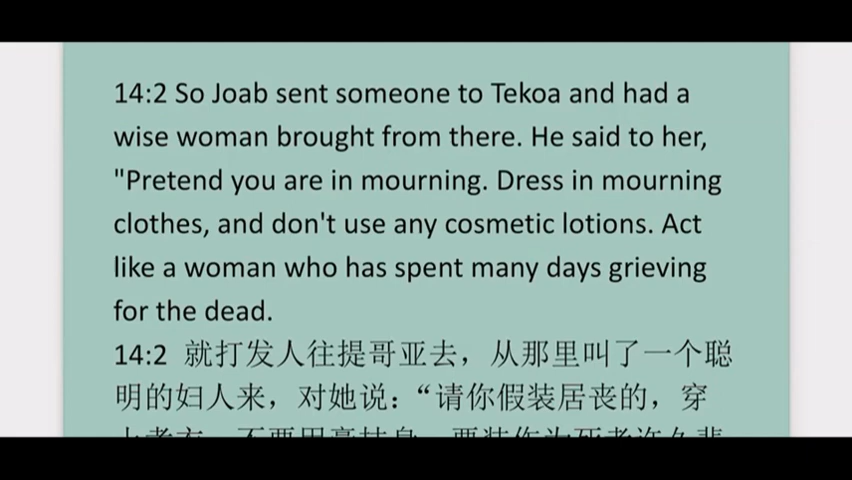 14:2 So Joab sent someone to Tekoa and had a
wise woman brought from there. He said to her,
"Pretend you are in mourning. Dress in mourning
clothes, and don't use any cosmetic lotions. Act
like a woman who has spent many days grieving
for the dead.
14:2 就打发人往提哥亚去，从那里叫了一个聪
明的妇人来，对她说：“请你假装居丧的，穿